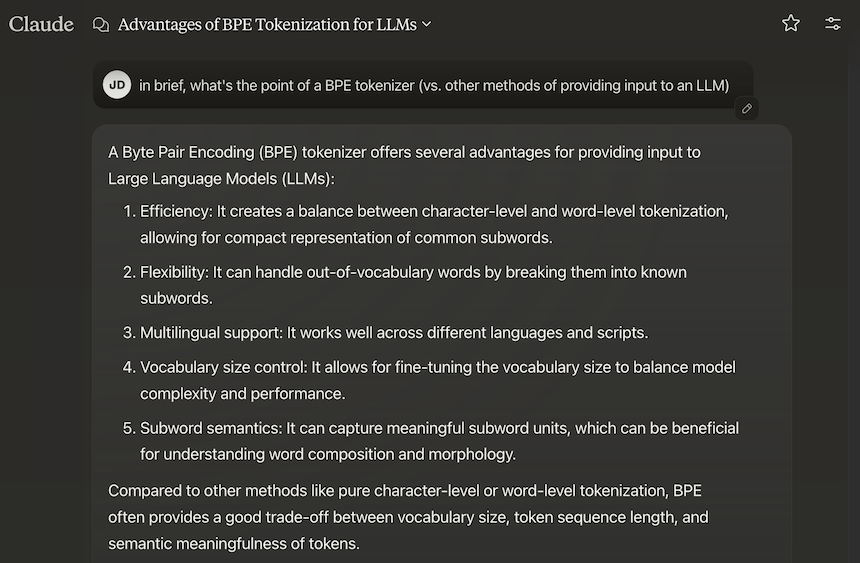 Claude
Advantages of BPE Tokenization for LLMs
JD
in brief, what's the point of a BPE tokenizer (vs. other methods of providing input to an LLM)
A Byte Pair Encoding (BPE) tokenizer offers several advantages for providing input to
Large Language Models (LLMs):
1. Efficiency: It creates a balance between character-level and word-level tokenization,
allowing for compact representation of common subwords.
2. Flexibility: It can handle out-of-vocabulary words by breaking them into known
subwords.
3. Multilingual support: It works well across different languages and scripts.
4. Vocabulary size control: It allows for fine-tuning the vocabulary size to balance model
complexity and performance.
5. Subword semantics: It can capture meaningful subword units, which can be beneficial
for understanding word composition and morphology.
Compared to other methods like pure character-level or word-level tokenization, BPE
often provides a good trade-off between vocabulary size, token sequence length, and
semantic meaningfulness of tokens.